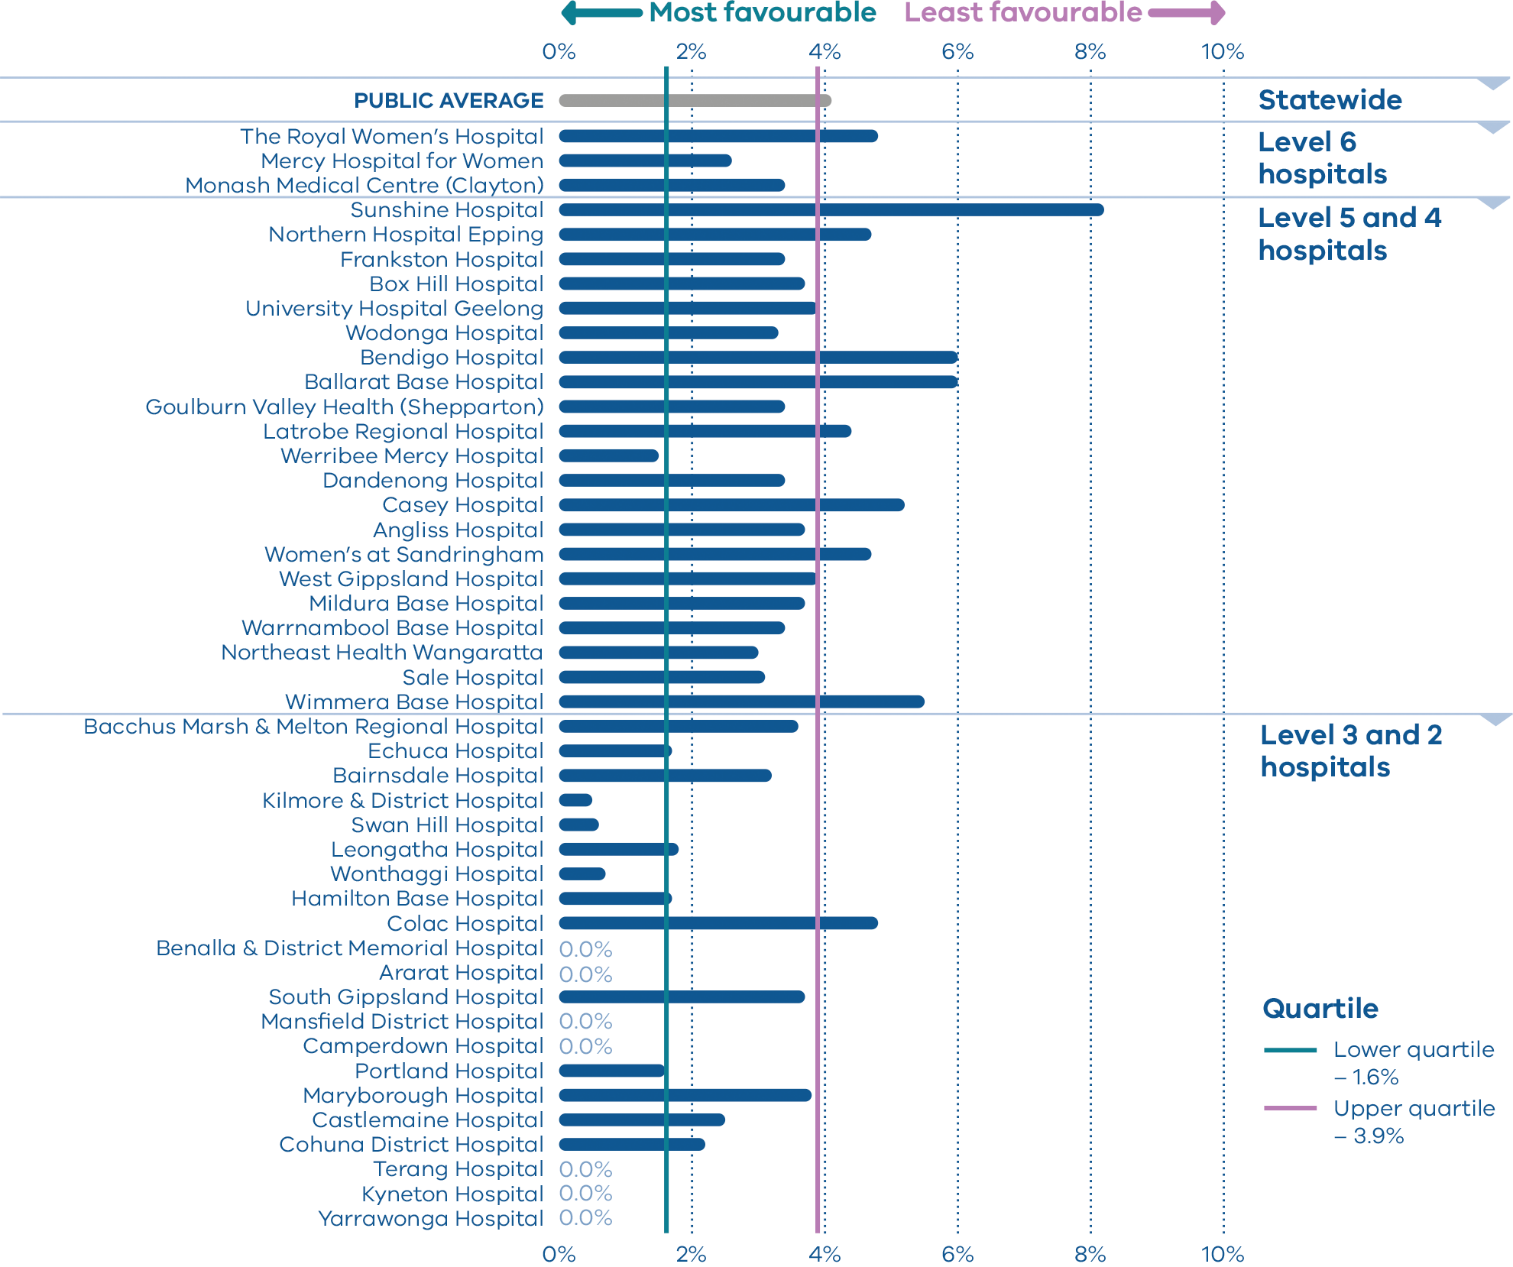 Most favourable Least favourable
0% 2% 4% 6% 8% 10%
PUBLIC AVERAGE
Statewide
The Royal Women’s Hospital
Mercy Hospital for Women
Monash Medical Centre (Clayton)
Level 6
hospitals
Sunshine Hospital
Northern Hospital Epping
Frankston Hospital
Box Hill Hospital
University Hospital Geelong
Wodonga Hospital
Bendigo Hospital
Ballarat Base Hospital
Goulburn Valley Health (Shepparton)
Latrobe Regional Hospital
Werribee Mercy Hospital
Dandenong Hospital
Casey Hospital
Angliss Hospital
Women’s at Sandringham
West Gippsland Hospital
Mildura Base Hospital
Warrnambool Base Hospital
Northeast Health Wangaratta
Sale Hospital
Wimmera Base Hospital
Level 5 and 4
hospitals
Bacchus Marsh & Melton Regional Hospital
Echuca Hospital
Bairnsdale Hospital
Kilmore & District Hospital
Swan Hill Hospital
Leongatha Hospital
Wonthaggi Hospital
Hamilton Base Hospital
Colac Hospital
Benalla & District Memorial Hospital 0.0%
Ararat Hospital 0.0%
South Gippsland Hospital
Mansfield District Hospital 0.0%
Camperdown Hospital 0.0%
Portland Hospital
Maryborough Hospital
Castlemaine Hospital
Cohuna District Hospital
Terang Hospital 0.0%
Kyneton Hospital 0.0%
Yarrawonga Hospital 0.0%
Level 3 and 2
hospitals
Quartile
Lower quartile
– 1.6%
Upper quartile
– 3.9%
0% 2% 4% 6% 8% 10%